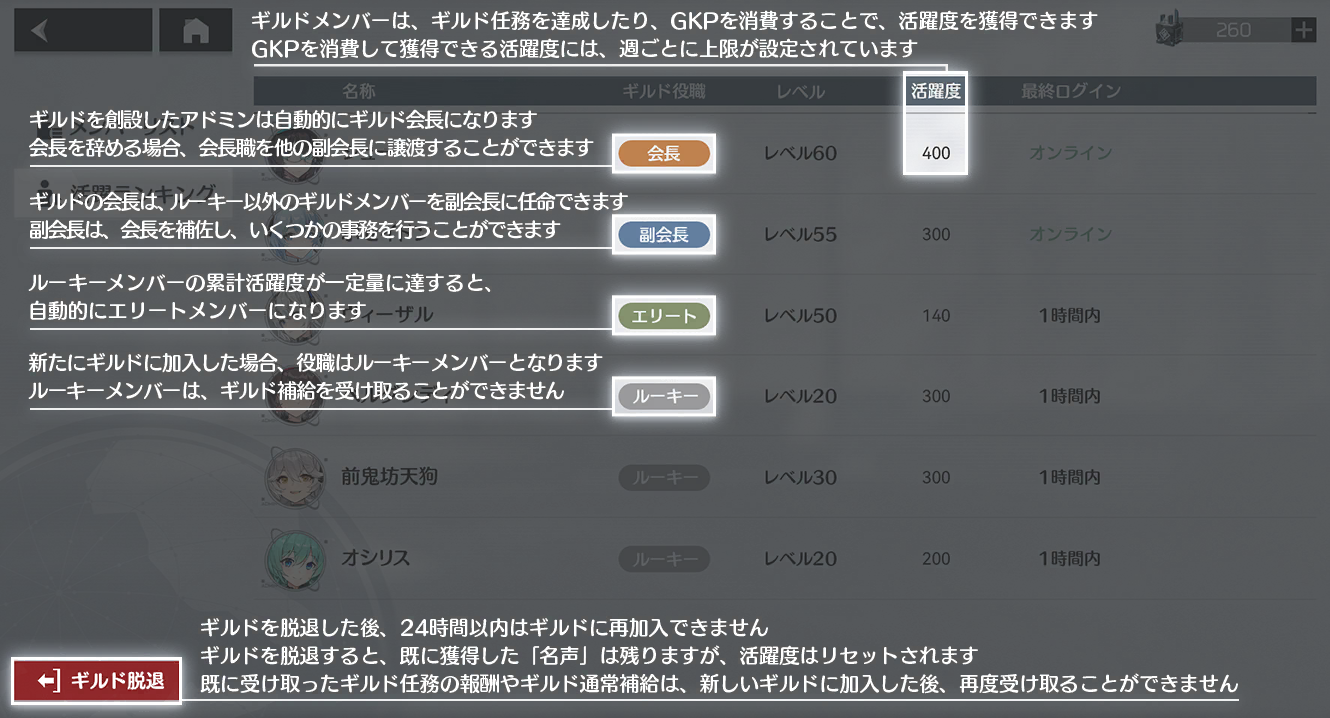 ギルドメンバーは、ギルド任務を達成したり、GKPを消費することで、活躍度を獲得できます
GKPを消費して獲得できる活躍度には、週ごとに上限が設定されています
260
名称 ギルド役職 レベル 活躍度 最終ログイン
ギルドを創設したアドミンは自動的にギルド会長になります
会長を辞める場合、会長職を他の副会長に譲渡することができます
会長 レベル60 400 オンライン
活躍ランキング
ギルドの会長は、ルーキー以外のギルドメンバーを副会長に任命できます
副会長は、会長を補佐し、いくつかの事務を行うことができます
副会長 レベル55 300 オンライン
ルーキーメンバーの累計活躍度が一定量に達すると、
自動的にエリートメンバーになります
ヴィーザル エリート レベル50 140 1時間内
新たにギルドに加入した場合、役職はルーキーメンバーとなります
ルーキーメンバーは、ギルド補給を受け取ることができません
ルーキー レベル20 300 1時間内
前鬼坊天狗 ルーキー レベル30 300 1時間内
オシリス ルーキー レベル20 200 1時間内
ギルドを脱退した後、24時間以内はギルドに再加入できません
ギルドを脱退すると、既に獲得した「名声」は残りますが、活躍度はリセットされます
ギルド脱退
既に受け取ったギルド任務の報酬やギルド通常補給は、新しいギルドに加入した後、再度受け取ることができません